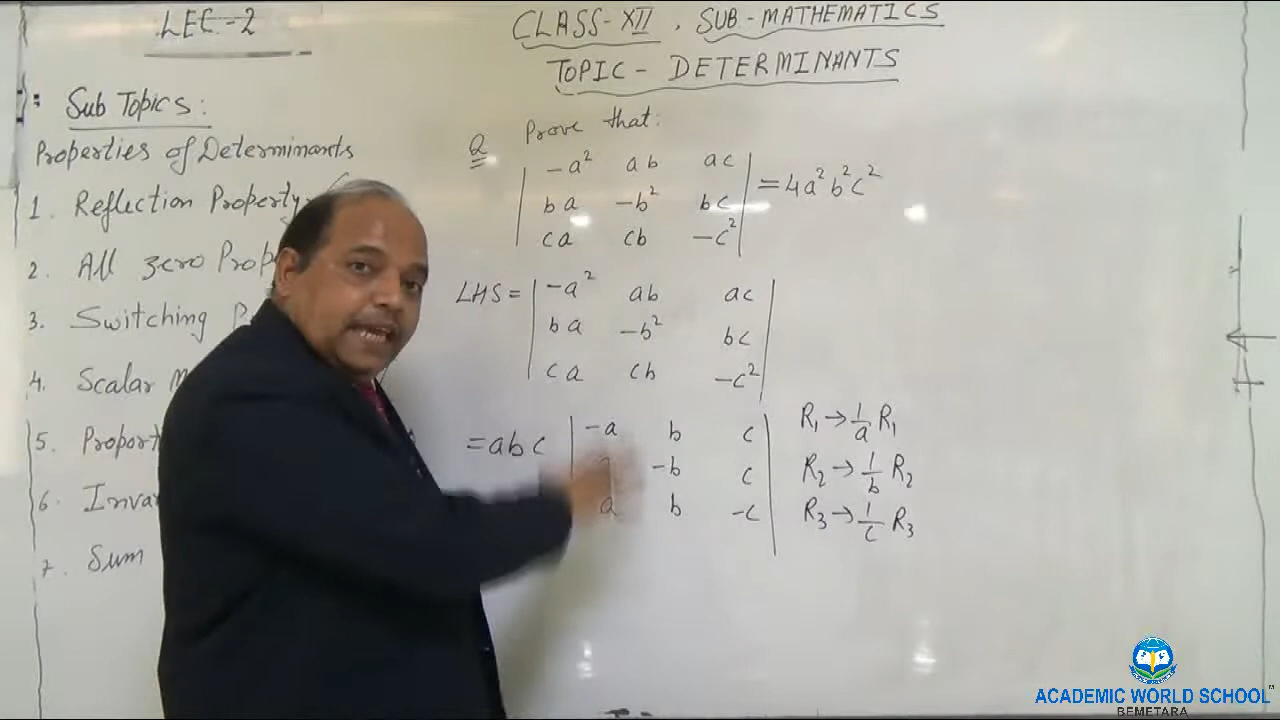 LEC-2
CLASS-XII, SUB-MATHEMATICS
TOPIC-DETERMINANTS
Sub Topics:
Properties of Determinants
1. Reflection Property
2. All zero Prop
3. Switching P
4. Scalar M
5. Proport
6. Invar
7. Sum
Q Prove that:
| -a² ab ac |
| ba -b² bc | = 4a²b²c²
| ca cb -c² |
LHS = | -a² ab ac |
| ba -b² bc |
| ca cb -c² |
= abc | -a b c | R₁→1/a R₁
-b c | R₂→1/b R₂
a b -c | R₃→1/c R₃
ACADEMIC WORLD SCHOOL™
BEMETARA